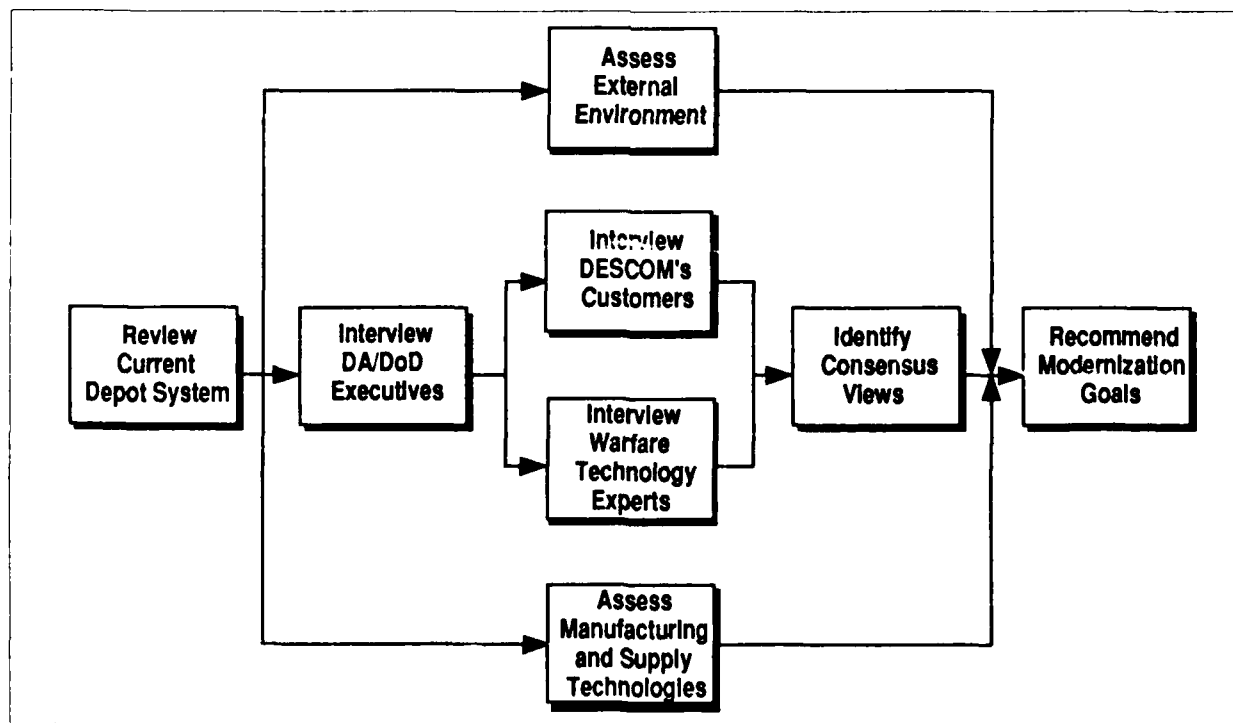 Assess
External
Environment
Review
Current
Depot System
Interview
DA/DoD
Executives
Interview
DESCOM's
Customers
Interview
Warfare
Technology
Experts
Identify
Consensus
Views
Recommend
Modernization
Goals
Assess
Manufacturing
and Supply
Technologies